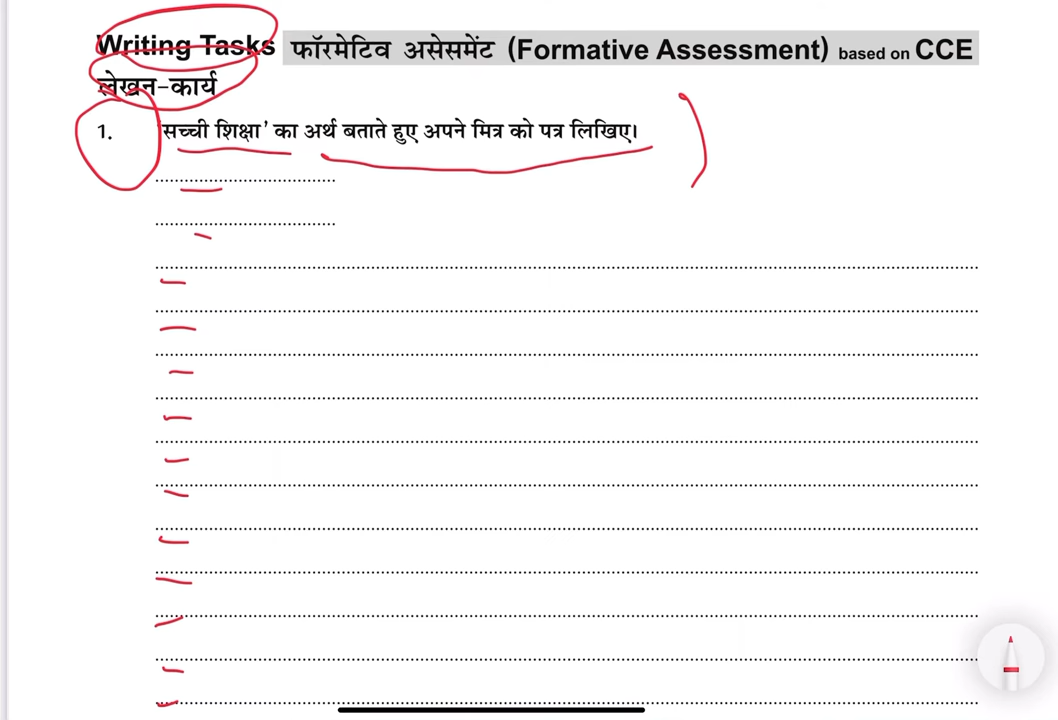 Writing Tasks फॉरमेटिव असेसमेंट (Formative Assessment) based on CCE
लेखन-कार्य
1. 'सच्ची शिक्षा' का अर्थ बताते हुए अपने मित्र को पत्र लिखिए।